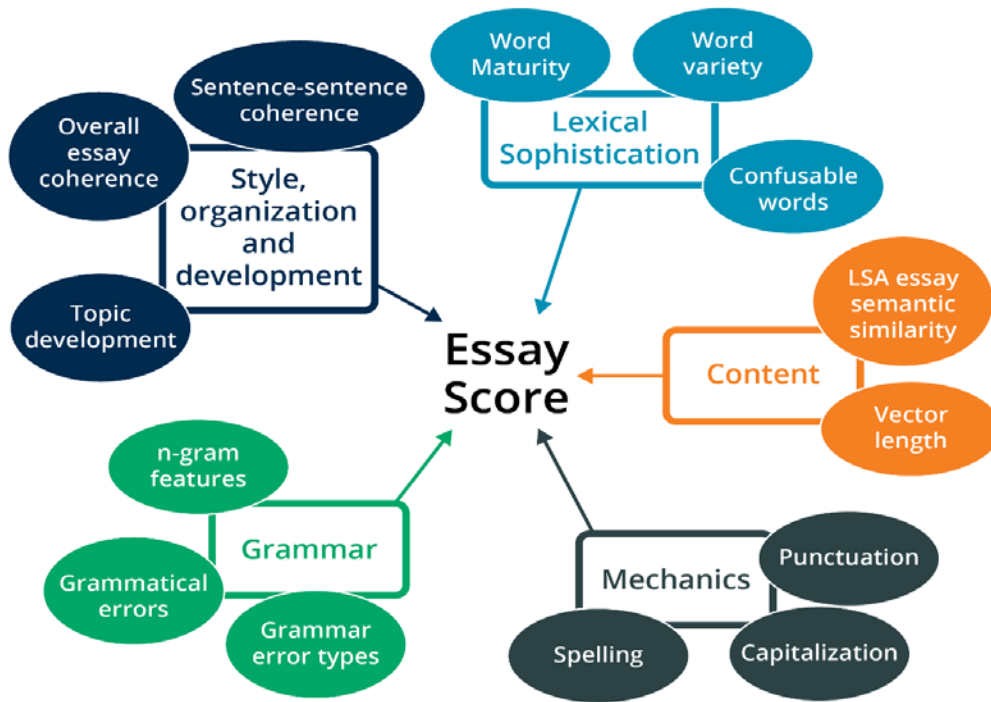 Sentence-sentence
coherence
Overall
essay
coherence
Style,
organization
and
development
Topic
development
Word
Maturity
Word
variety
Lexical
Sophistication
Confusable
words
LSA essay
semantic
similarity
Content
Vector
length
Essay
Score
n-gram
features
Grammar
Grammatical
errors
Grammar
error types
Mechanics
Punctuation
Spelling
Capitalization